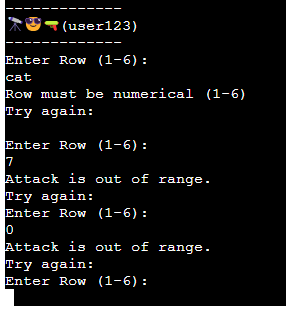 -------------
🔭😎🔫(user123)
-------------
Enter Row (1-6):
cat
Row must be numerical (1-6)
Try again:

Enter Row (1-6):
7
Attack is out of range.
Try again:
Enter Row (1-6):
0
Attack is out of range.
Try again:
Enter Row (1-6):